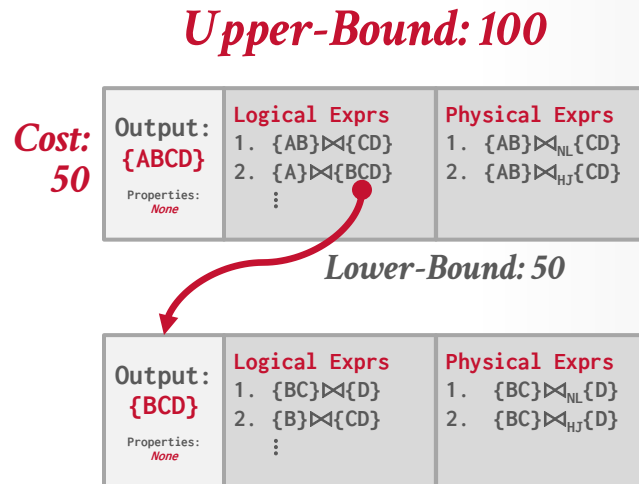 Upper-Bound: 100
Cost:
50
Output:
{ABCD}
Properties:
None
Logical Exprs
1. {AB}⋈{CD}
2. {A}⋈{BCD}
⋮
Physical Exprs
1. {AB}⋈NL{CD}
2. {AB}⋈HJ{CD}
Lower-Bound: 50
Output:
{BCD}
Properties:
None
Logical Exprs
1. {BC}⋈{D}
2. {B}⋈{CD}
⋮
Physical Exprs
1. {BC}⋈NL{D}
2. {BC}⋈HJ{D}